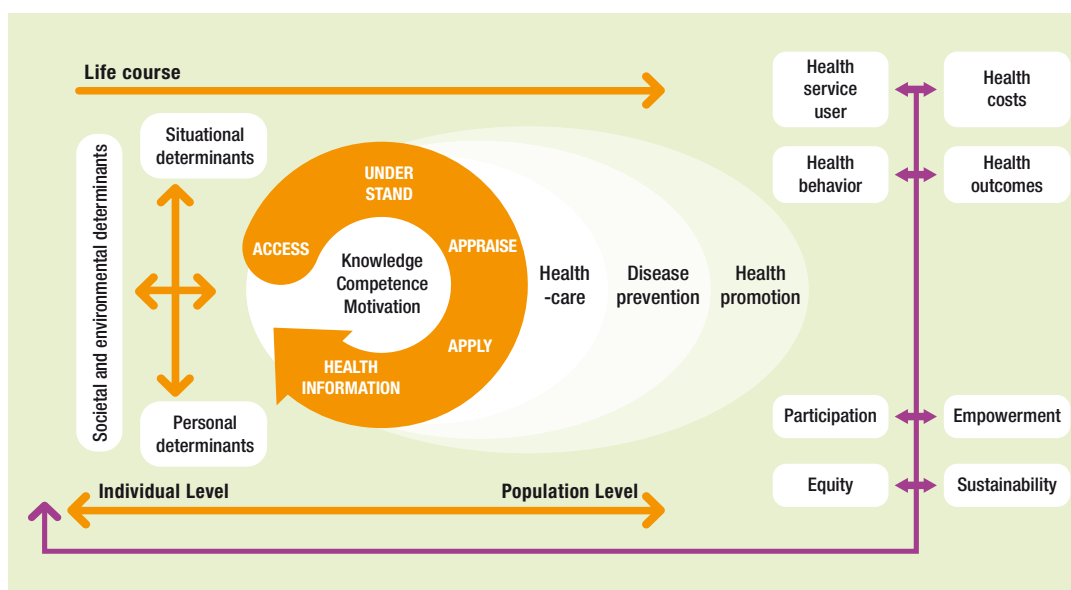 Life course
Societal and environmental determinants
Situational
determinants
Personal
determinants
ACCESS
UNDER
STAND
APPRAISE
APPLY
HEALTH
INFORMATION
Knowledge
Competence
Motivation
Health
-care
Disease
prevention
Health
promotion
Individual Level
Population Level
Health
service
user
Health
costs
Health
behavior
Health
outcomes
Participation
Empowerment
Equity
Sustainability